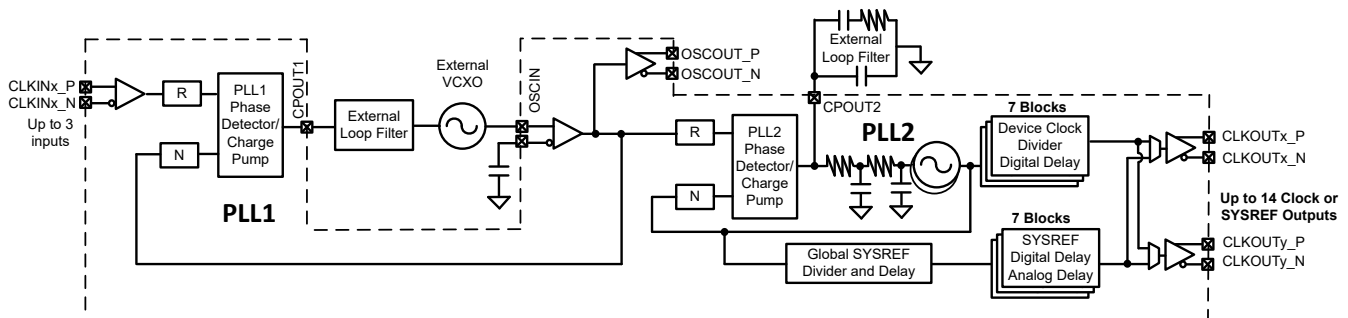 CLKINx_P
CLKINx_N
Up to 3
inputs
R
N
PLL1
Phase
Detector/
Charge
Pump
PLL1
CPOUT1
External
Loop Filter
External
VCXO
OSCIN
OSCOUT_P
OSCOUT_N
R
N
PLL2
Phase
Detector/
Charge
Pump
External
Loop Filter
CPOUT2
PLL2
7 Blocks
Device Clock
Divider
Digital Delay
CLKOUTx_P
CLKOUTx_N
Up to 14 Clock or
SYSREF Outputs
Global SYSREF
Divider and Delay
7 Blocks
SYSREF
Digital Delay
Analog Delay
CLKOUTy_P
CLKOUTy_N